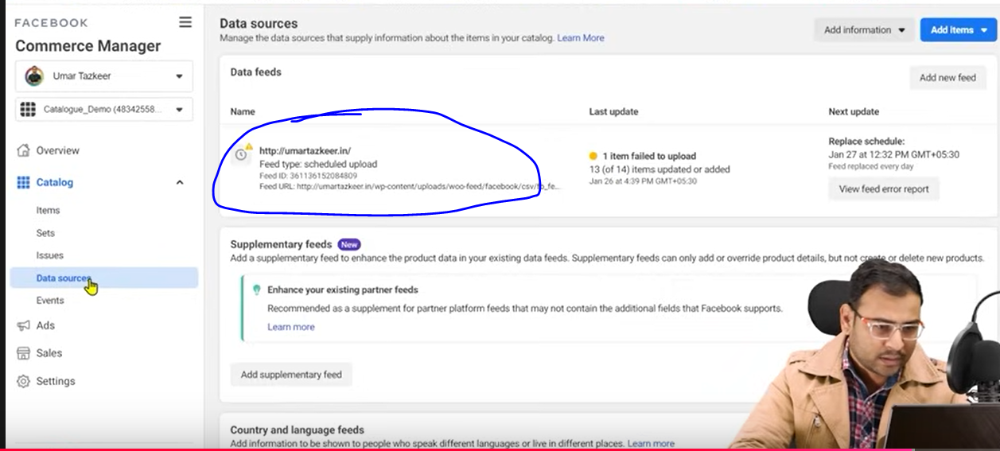 FACEBOOK
Commerce Manager
Umar Tazkeer
Catalogue_Demo (48342558...
Overview
Catalog
Items
Sets
Issues
Data sources
Events
Ads
Sales
Settings
Data sources
Manage the data sources that supply information about the items in your catalog. Learn More
Add information
Add items
Data feeds
Add new feed
Name
Last update
Next update
http://umartazkeer.in/
Feed type: scheduled upload
Feed ID: 361136152084809
Feed URL: http://umartazkeer.in/wp-content/uploads/woo-feed/facebook/csv/fb_fe...
1 item failed to upload
13 (of 14) items updated or added
Jan 26 at 4:39 PM GMT+05:30
Replace schedule:
Jan 27 at 12:32 PM GMT+05:30
Feed replaced every day
View feed error report
Supplementary feeds New
Add a supplementary feed to enhance the product data in your existing data feeds. Supplementary feeds can only add or override product details, but not create or delete new products.
Enhance your existing partner feeds
Recommended as a supplement for partner platform feeds that may not contain the additional fields that Facebook supports.
Learn more
Add supplementary feed
Country and language feeds
Add information to be shown to people who speak different languages or live in different places. Learn more